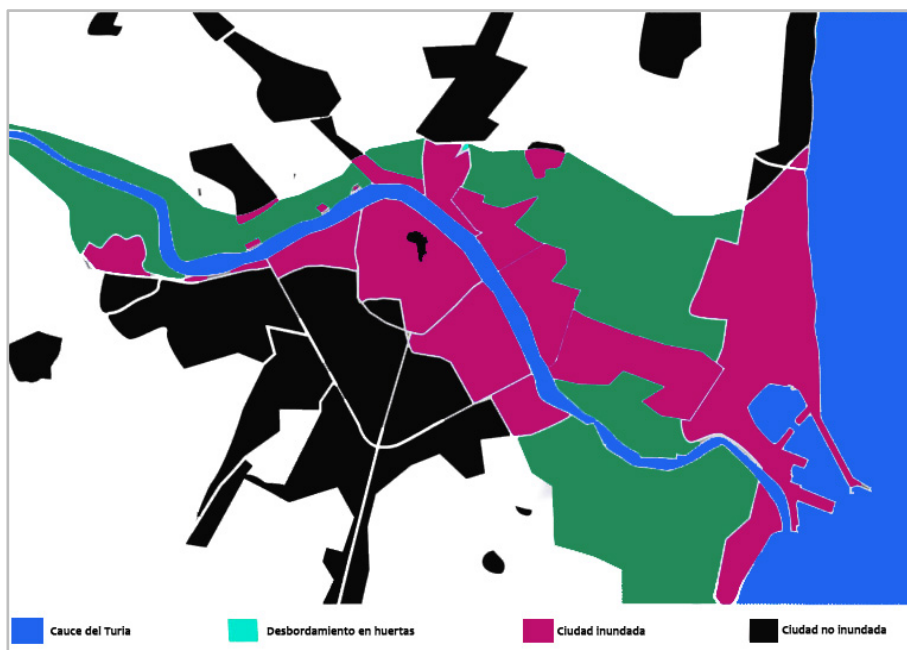 Cauce del Turia
Desbordamiento en huertas
Ciudad inundada
Ciudad no inundada